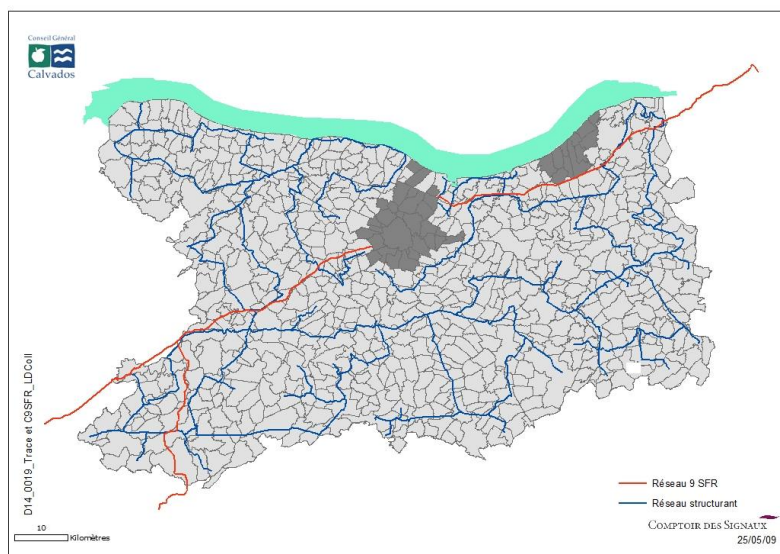 Conseil Général
Calvados
D14_0019_Trace et C9SFR_LDColl
Réseau 9 SFR
Réseau structurant
COMPTOIR DES SIGNAUX
25/05/09
10
Kilomètres